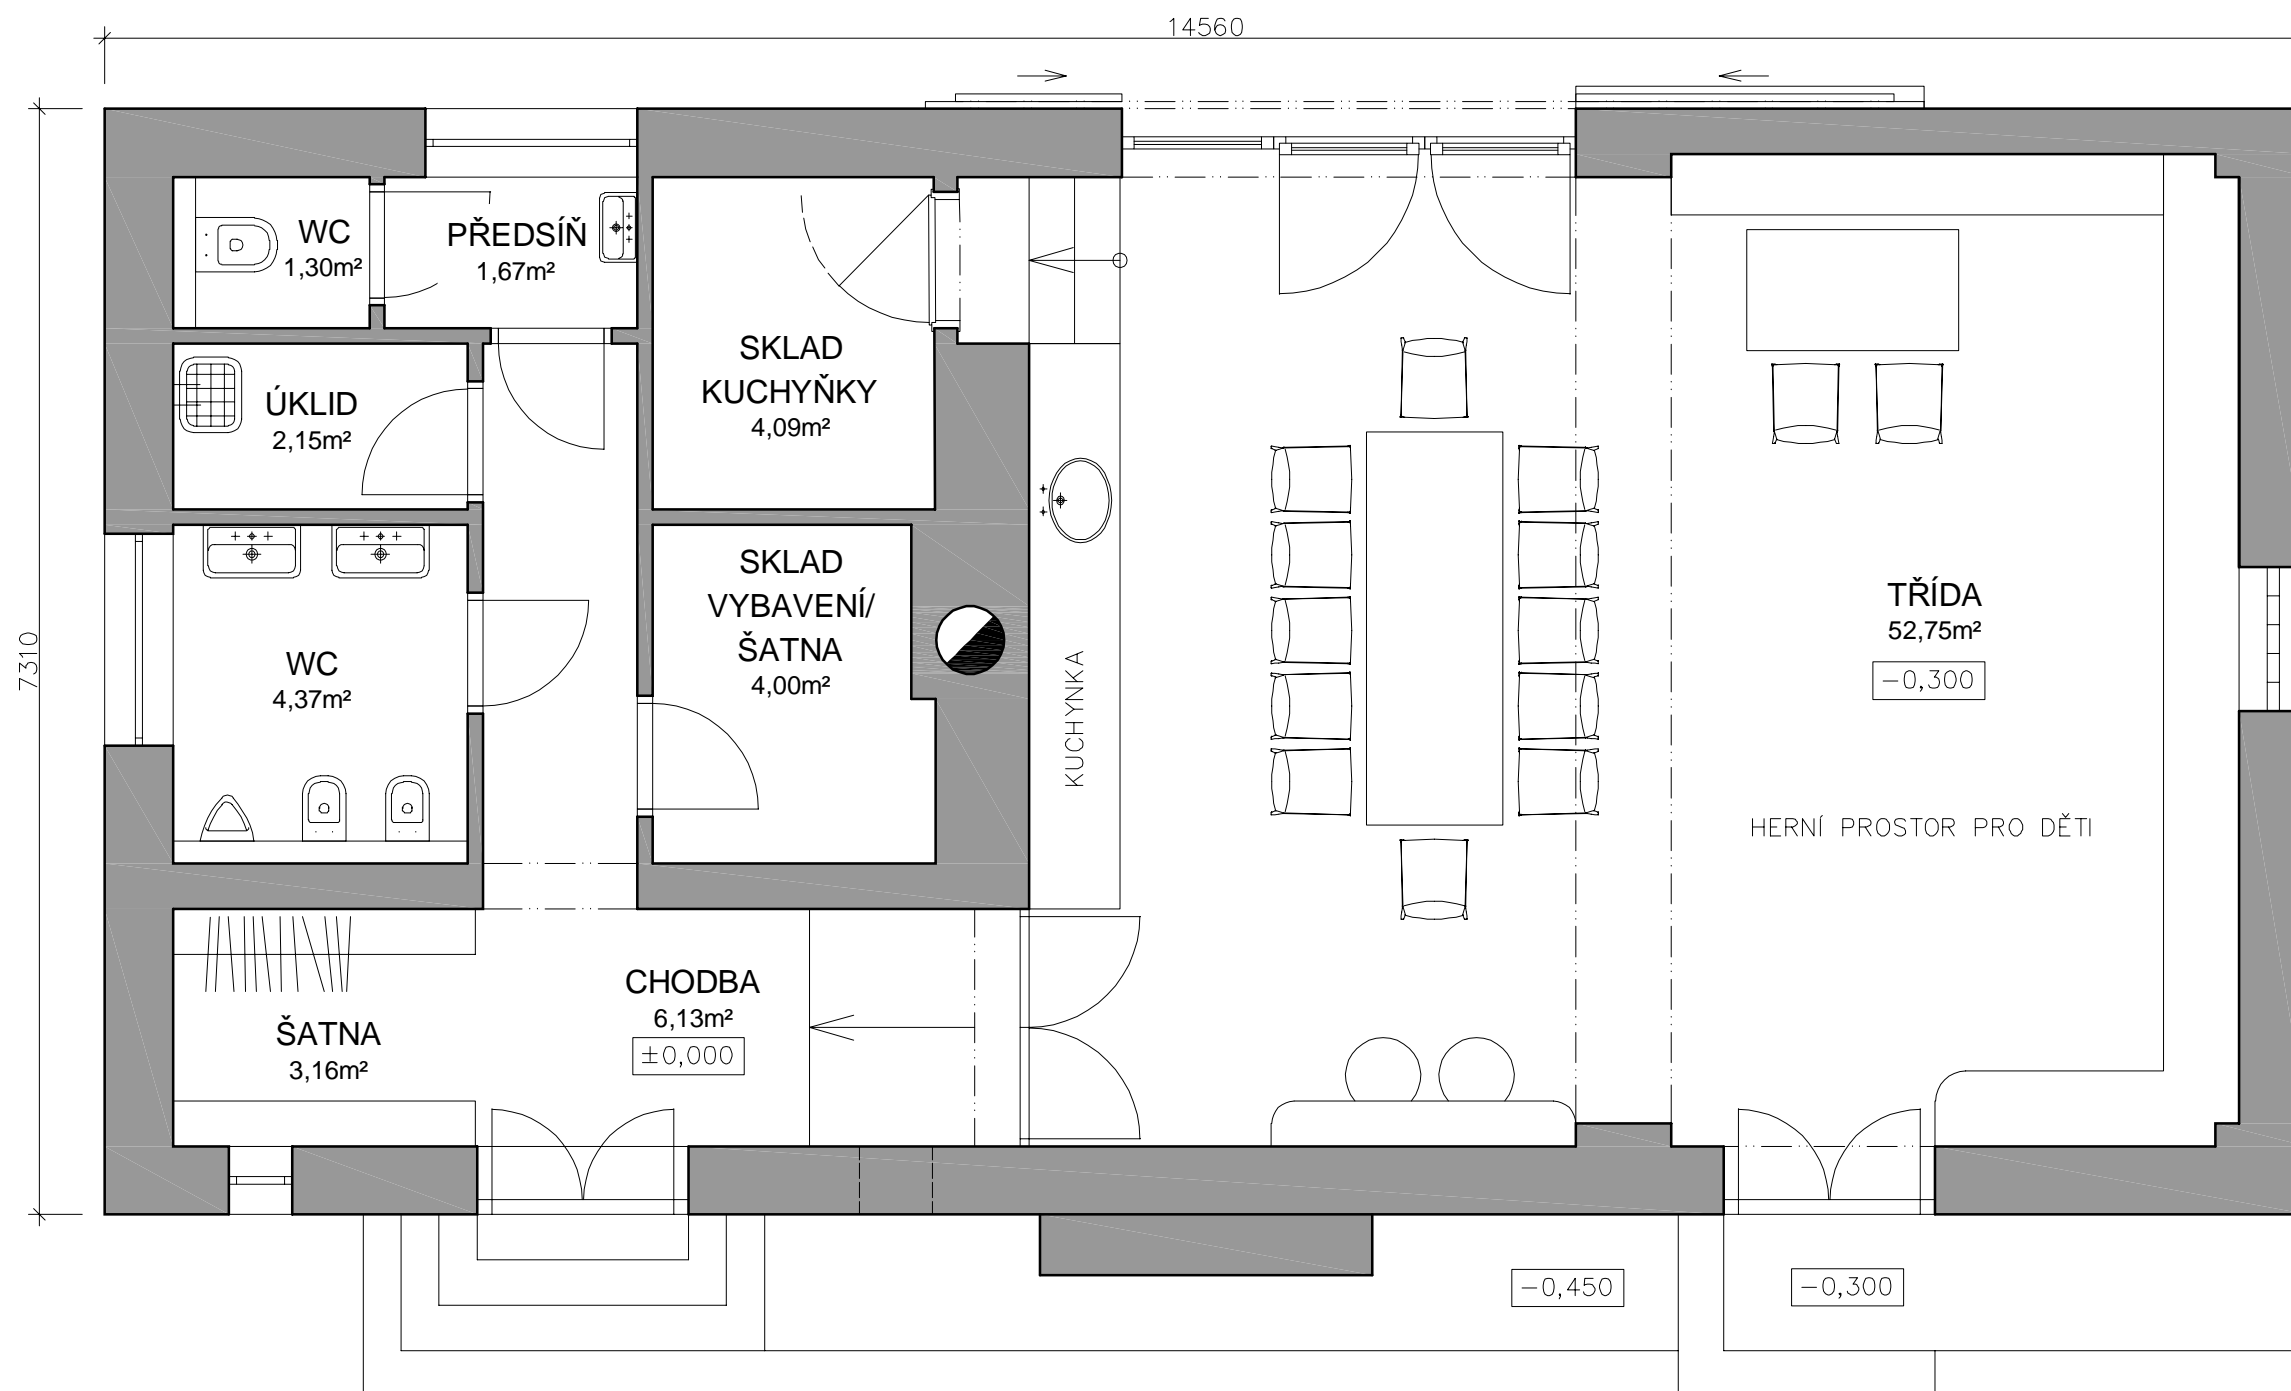 14560
7310
WC
1,30m²
PŘEDSÍŇ
1,67m²
SKLAD
KUCHYŇKY
4,09m²
ÚKLID
2,15m²
SKLAD
VYBAVENÍ/
ŠATNA
4,00m²
WC
4,37m²
KUCHYNKA
TŘÍDA
52,75m²
−0,300
HERNÍ PROSTOR PRO DĚTI
CHODBA
6,13m²
±0,000
ŠATNA
3,16m²
−0,450
−0,300